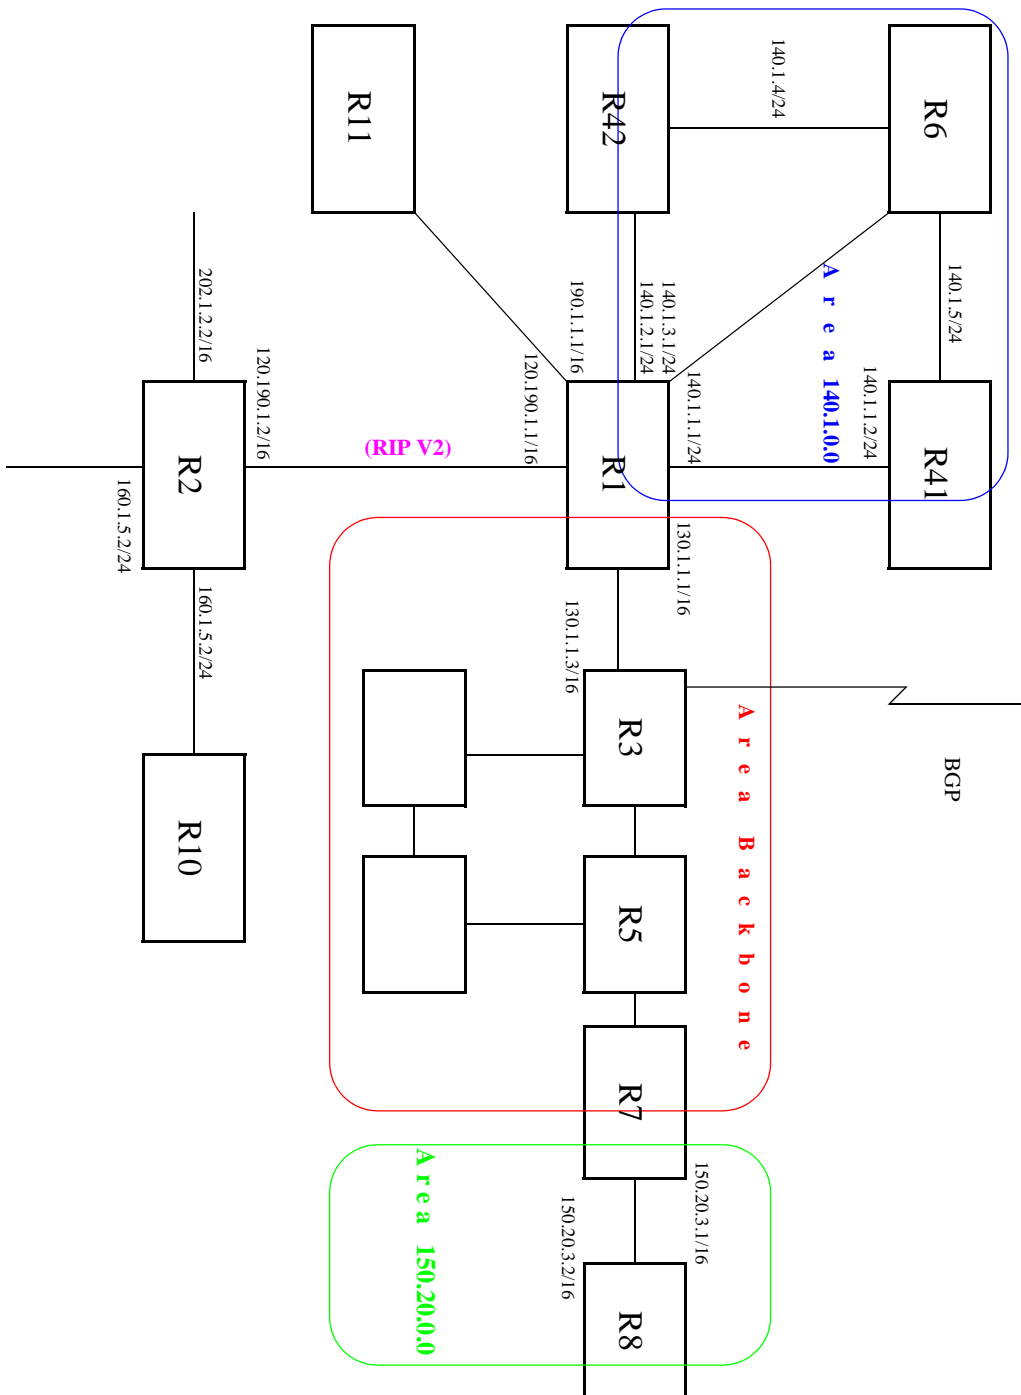 140.1.5/24
BGP
R6
R41
140.1.1.2/24
Area 140.1.0.0
140.1.4/24
Area Backbone
140.1.1.1/24
130.1.1.1/16
150.20.3.1/16
140.1.3.1/24
140.1.2.1/24
R42
R1
R3
R5
R7
R8
190.1.1.1/16
130.1.1.3/16
150.20.3.2/16
120.190.1.1/16
Area 150.20.0.0
(RIP V2)
R11
120.190.1.2/16
202.1.2.2/16
160.1.5.2/24
R2
R10
160.1.5.2/24